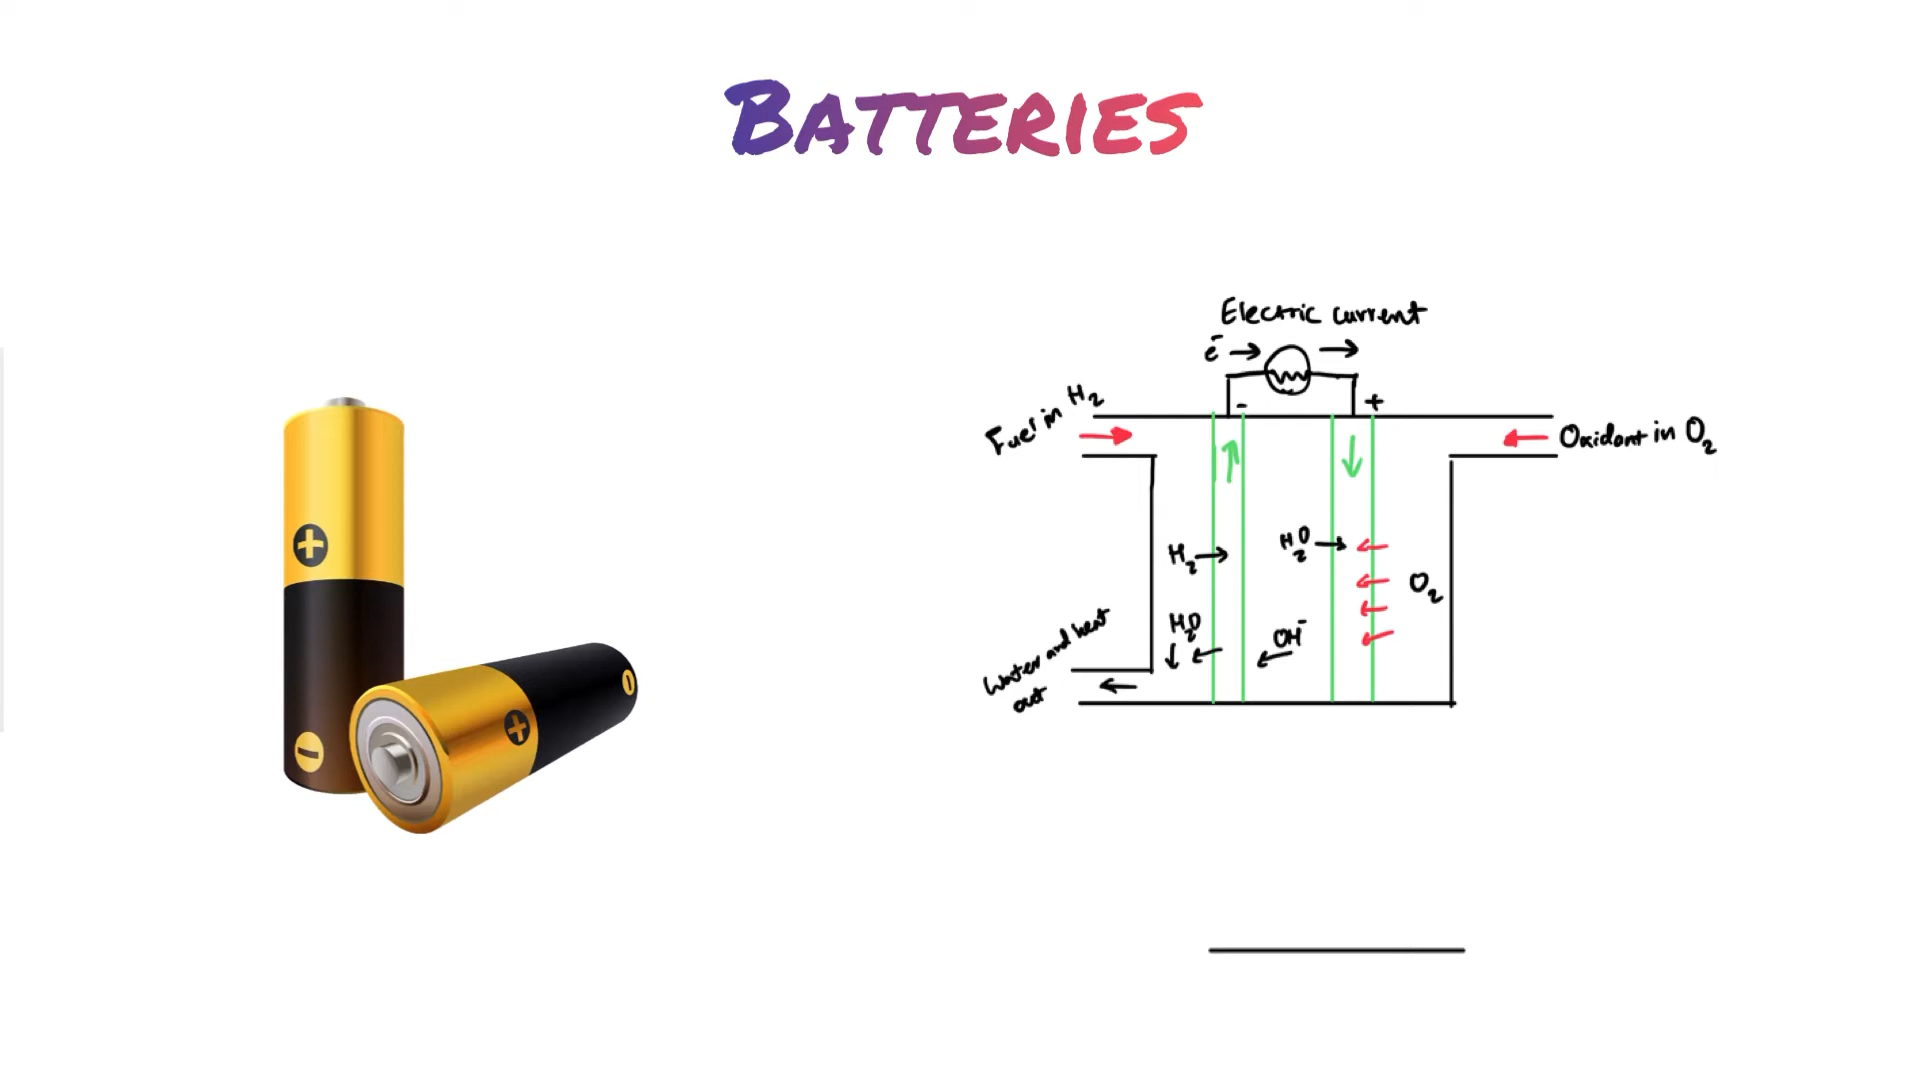 BATTERIES
Electric current
e⁻ → →
- +
Fuel in H₂
Oxidant in O₂
H₂ →
H₂O →
O₂
H₂O
OH⁻
Water and heat
out
+
-
+
-